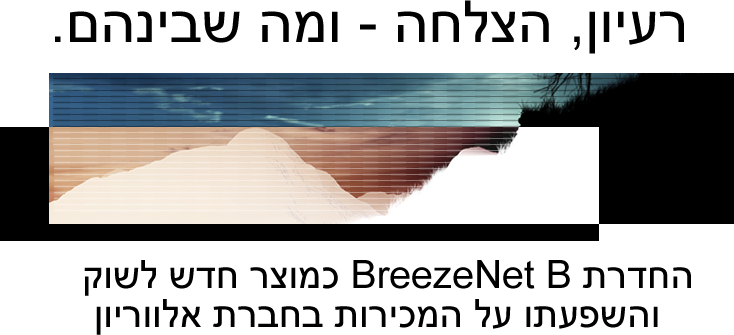 רעיון, הצלחה - ומה שבינהם.
החדרת BreezeNet B כמוצר חדש לשוק
והשפעתו על המכירות בחברת אלווריון